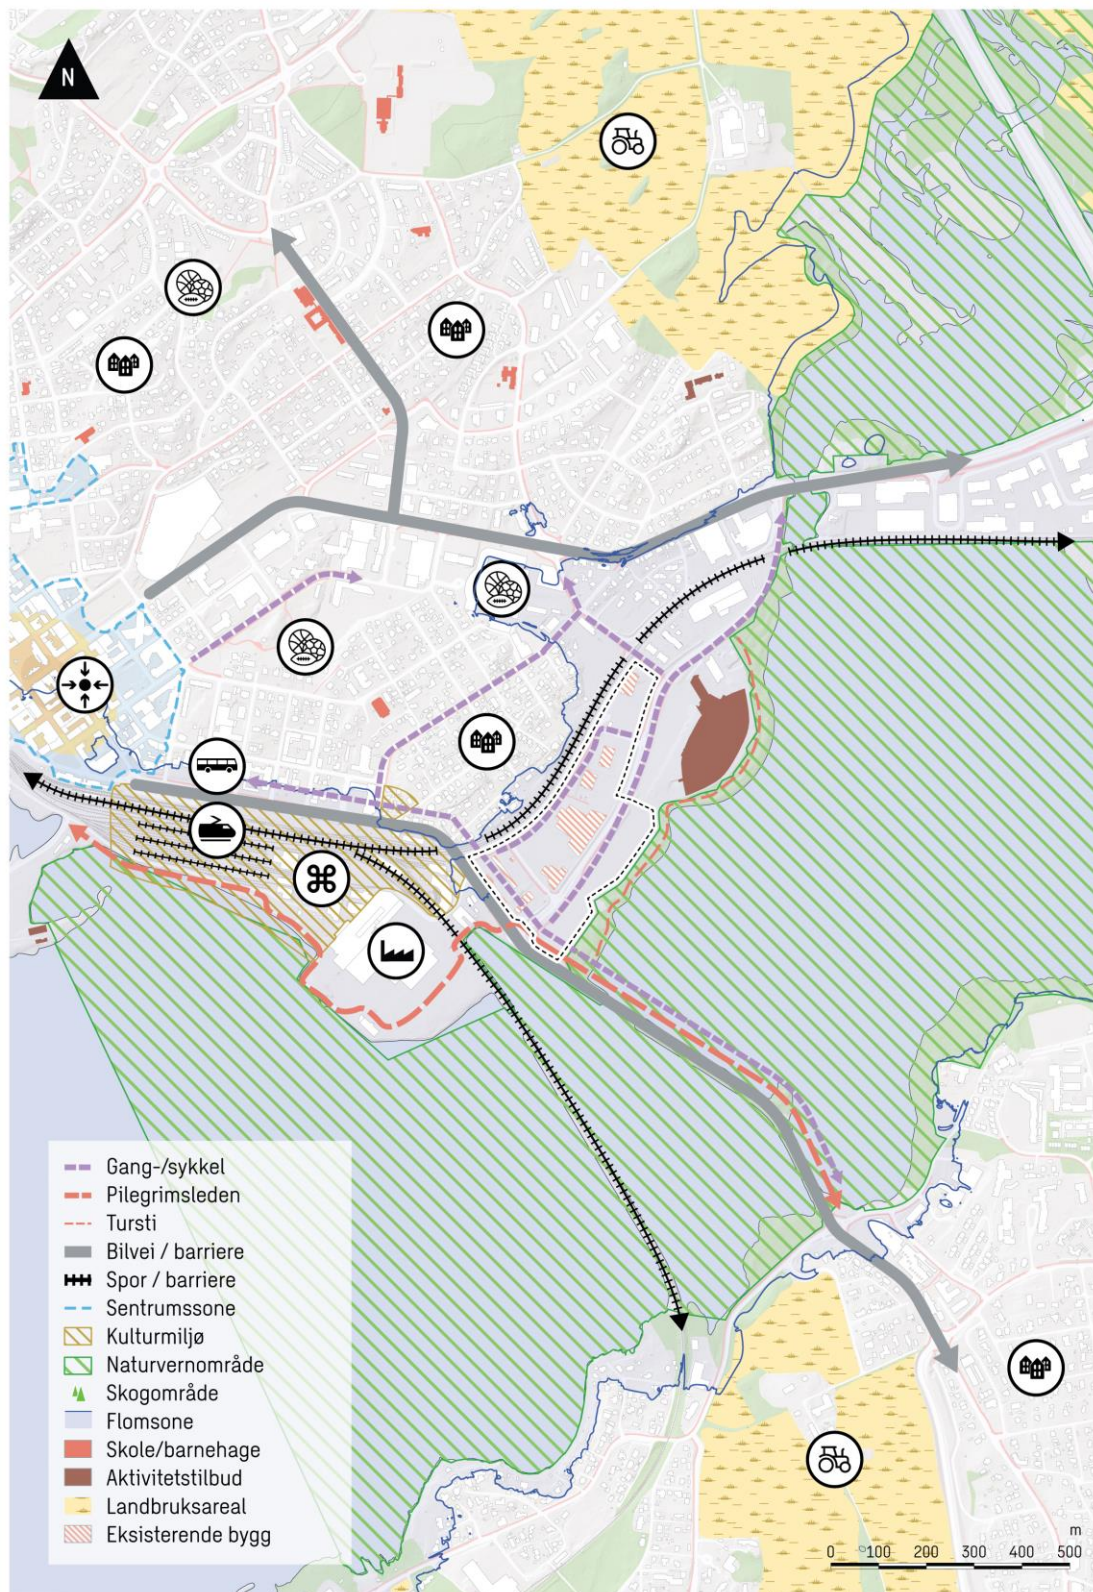 N
Gang-/sykkel
Pilegrimsleden
Tursti
Bilvei / barriere
Spor / barriere
Sentrumssone
Kulturmiljø
Naturvernområde
Skogområde
Flomsone
Skole/barnehage
Aktivitetstilbud
Landbruksareal
Eksisterende bygg
m
0 100 200 300 400 500